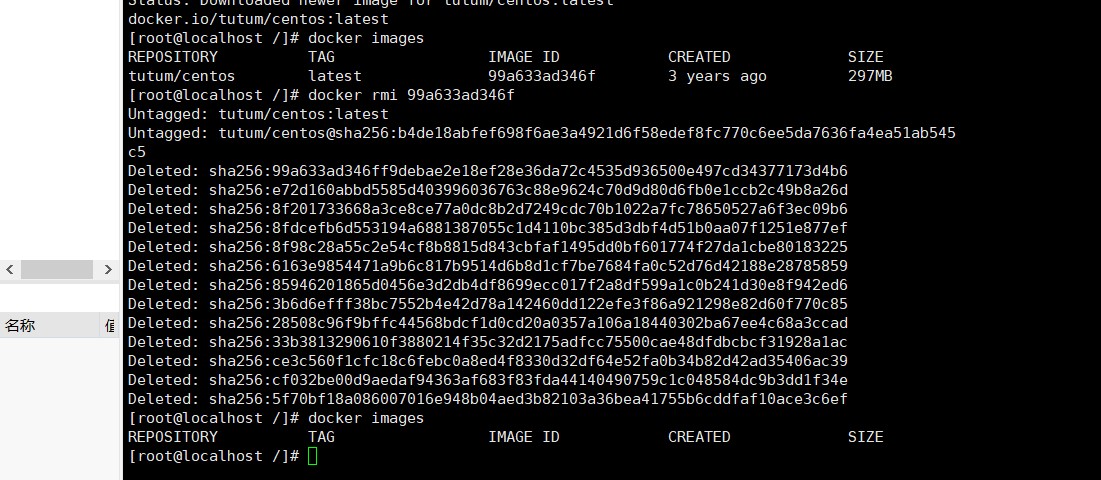 Status: Downloaded newer image for tutum/centos:latest
docker.io/tutum/centos:latest
[root@localhost /]# docker images
REPOSITORY TAG IMAGE ID CREATED SIZE
tutum/centos latest 99a633ad346f 3 years ago 297MB
[root@localhost /]# docker rmi 99a633ad346f
Untagged: tutum/centos:latest
Untagged: tutum/centos@sha256:b4de18abfef698f6ae3a4921d6f58edef8fc770c6ee5da7636fa4ea51ab545
c5
Deleted: sha256:99a633ad346ff9debae2e18ef28e36da72c4535d936500e497cd34377173d4b6
Deleted: sha256:e72d160abbd5585d403996036763c88e9624c70d9d80d6fb0e1ccb2c49b8a26d
Deleted: sha256:8f201733668a3ce8ce77a0dc8b2d7249cdc70b1022a7fc78650527a6f3ec09b6
Deleted: sha256:8fdcefb6d553194a6881387055c1d4110bc385d3dbf4d51b0aa07f1251e877ef
Deleted: sha256:8f98c28a55c2e54cf8b8815d843cbfaf1495dd0bf601774f27da1cbe80183225
Deleted: sha256:6163e9854471a9b6c817b9514d6b8d1cf7be7684fa0c52d76d42188e28785859
Deleted: sha256:85946201865d0456e3d2db4df8699ecc017f2a8df599a1c0b241d30e8f942ed6
Deleted: sha256:3b6d6efff38bc7552b4e42d78a142460dd122efe3f86a921298e82d60f770c85
Deleted: sha256:28508c96f9bffc44568bdcf1d0cd20a0357a106a18440302ba67ee4c68a3ccad
Deleted: sha256:33b3813290610f3880214f35c32d2175adfcc75500cae48dfdbcbcf31928a1ac
Deleted: sha256:ce3c560f1cfc18c6febc0a8ed4f8330d32df64e52fa0b34b82d42ad35406ac39
Deleted: sha256:cf032be00d9aedaf94363af683f83fda44140490759c1c048584dc9b3dd1f34e
Deleted: sha256:5f70bf18a086007016e948b04aed3b82103a36bea41755b6cddfaf10ace3c6ef
[root@localhost /]# docker images
REPOSITORY TAG IMAGE ID CREATED SIZE
[root@localhost /]#
名称